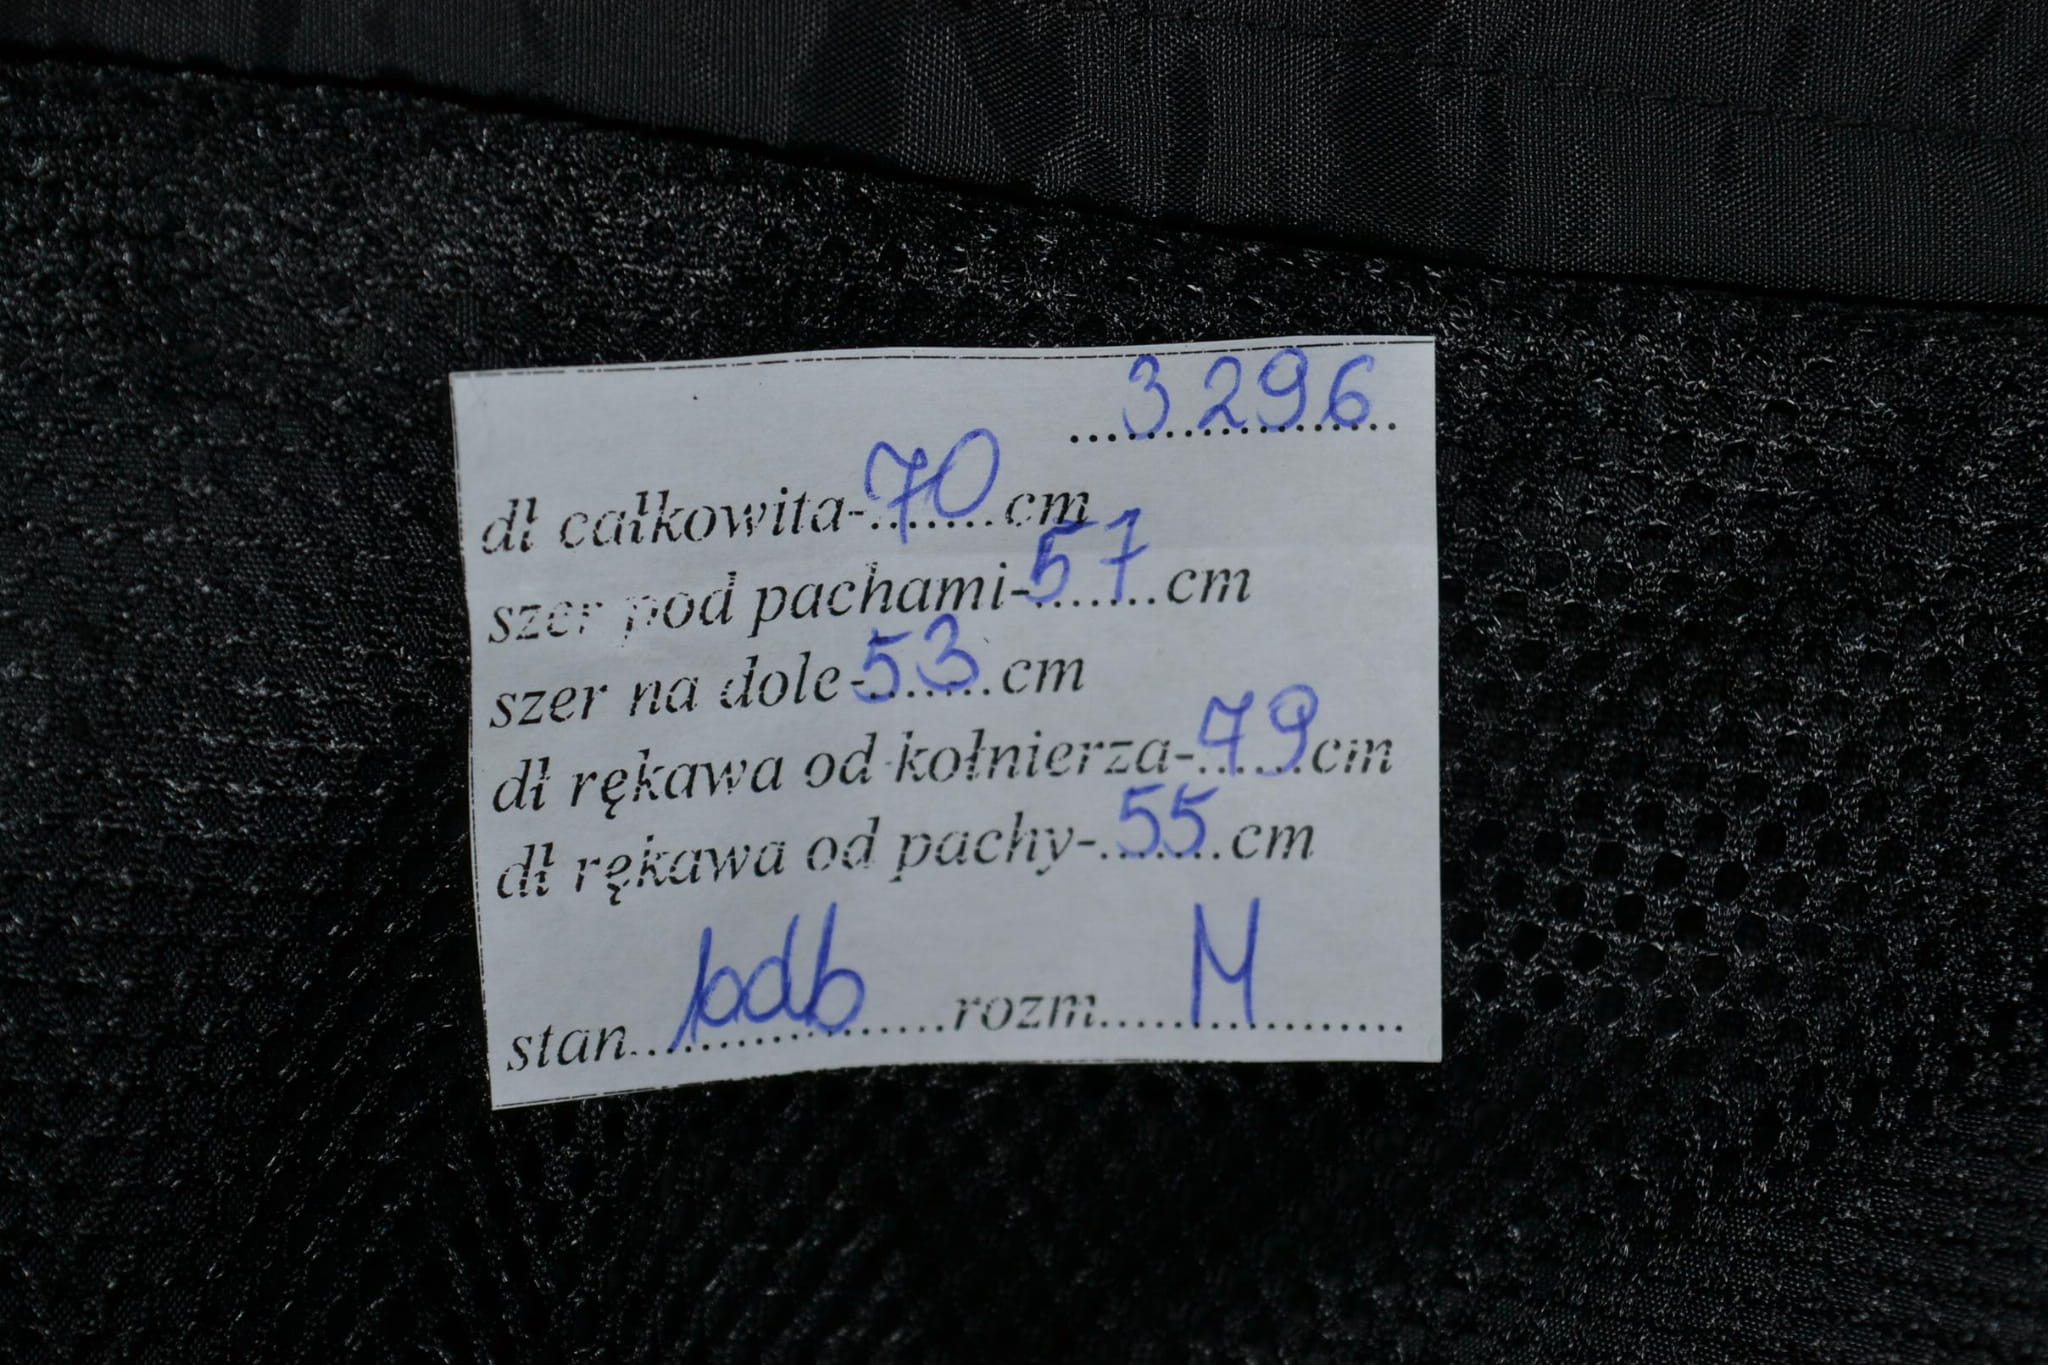 3296
dł całkowita-70cm
szer pod pachami-57cm
szer na dole-53cm
dł rękawa od kołnierza-79cm
dł rękawa od pachy-55cm
stan...bdb...rozm...M